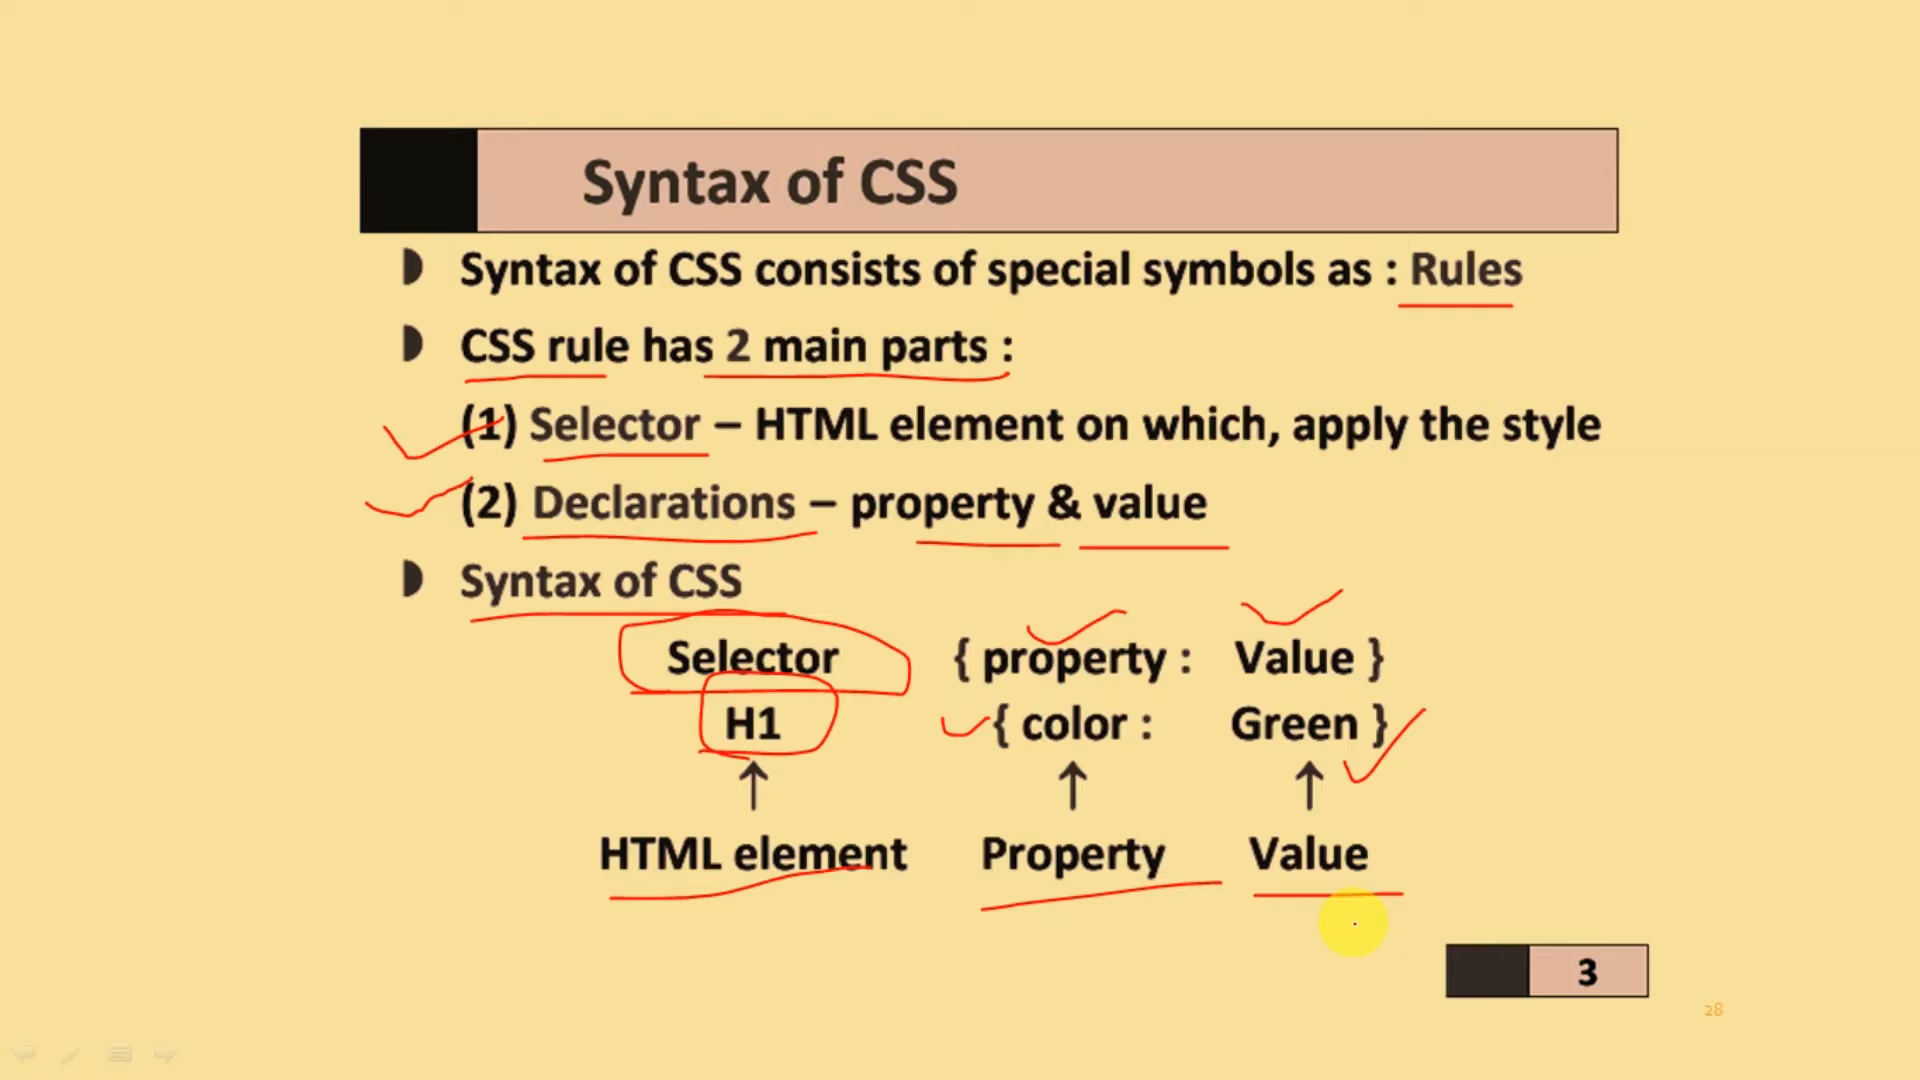 Syntax of CSS
Syntax of CSS consists of special symbols as : Rules
CSS rule has 2 main parts :
(1) Selector – HTML element on which, apply the style
(2) Declarations – property & value
Syntax of CSS
Selector { property : Value }
H1 { color : Green }
↑ ↑ ↑
HTML element Property Value
3
28